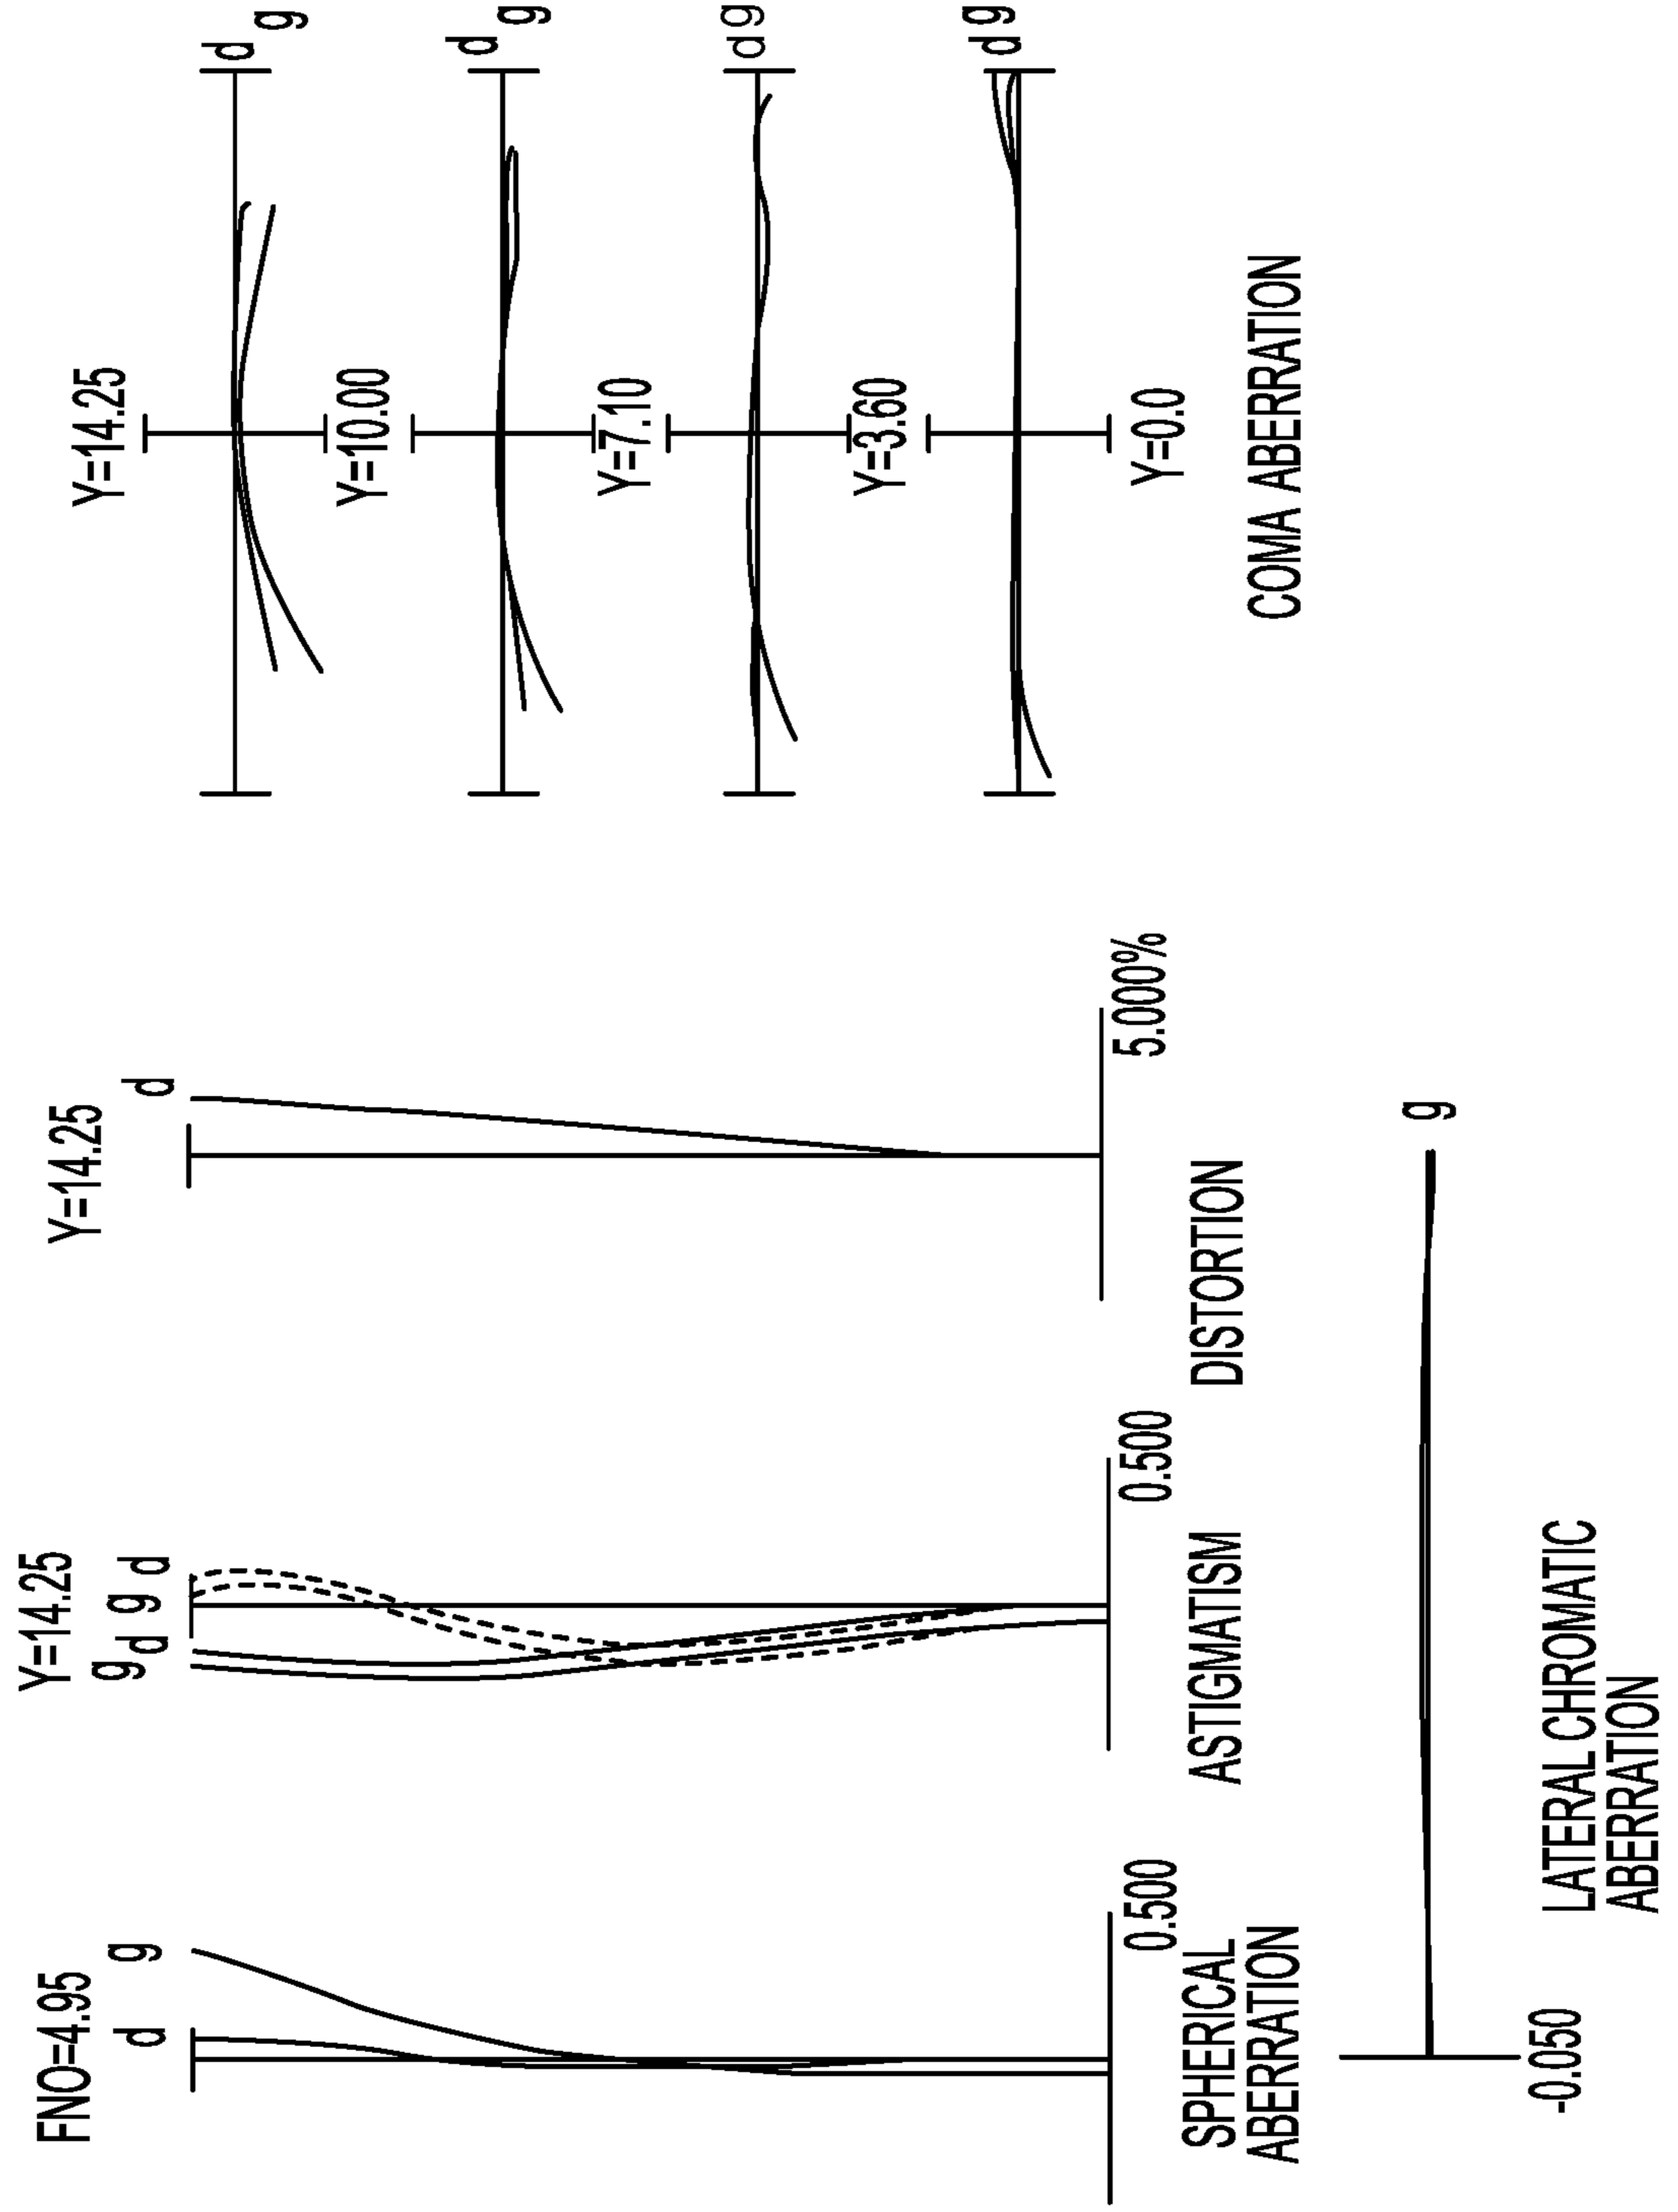 FNO=4.95
d
g
0.500
SPHERICAL
ABERRATION
Y=14.25
g
d
g
d
0.500
ASTIGMATISM
Y=14.25
d
5.000%
DISTORTION
g
-0.050
LATERAL CHROMATIC
ABERRATION
Y=14.25
d
g
Y=10.00
d
g
Y=7.10
d g
Y=3.60
d g
Y=0.0
COMA ABERRATION